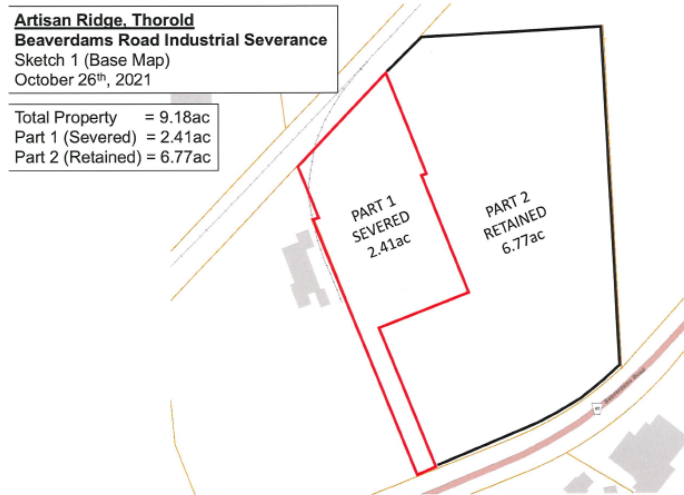 Artisan Ridge, Thorold
Beaverdams Road Industrial Severance
Sketch 1 (Base Map)
October 26th, 2021
Total Property = 9.18ac
Part 1 (Severed) = 2.41ac
Part 2 (Retained) = 6.77ac
PART 1
SEVERED
2.41ac
PART 2
RETAINED
6.77ac
Beaverdams Road